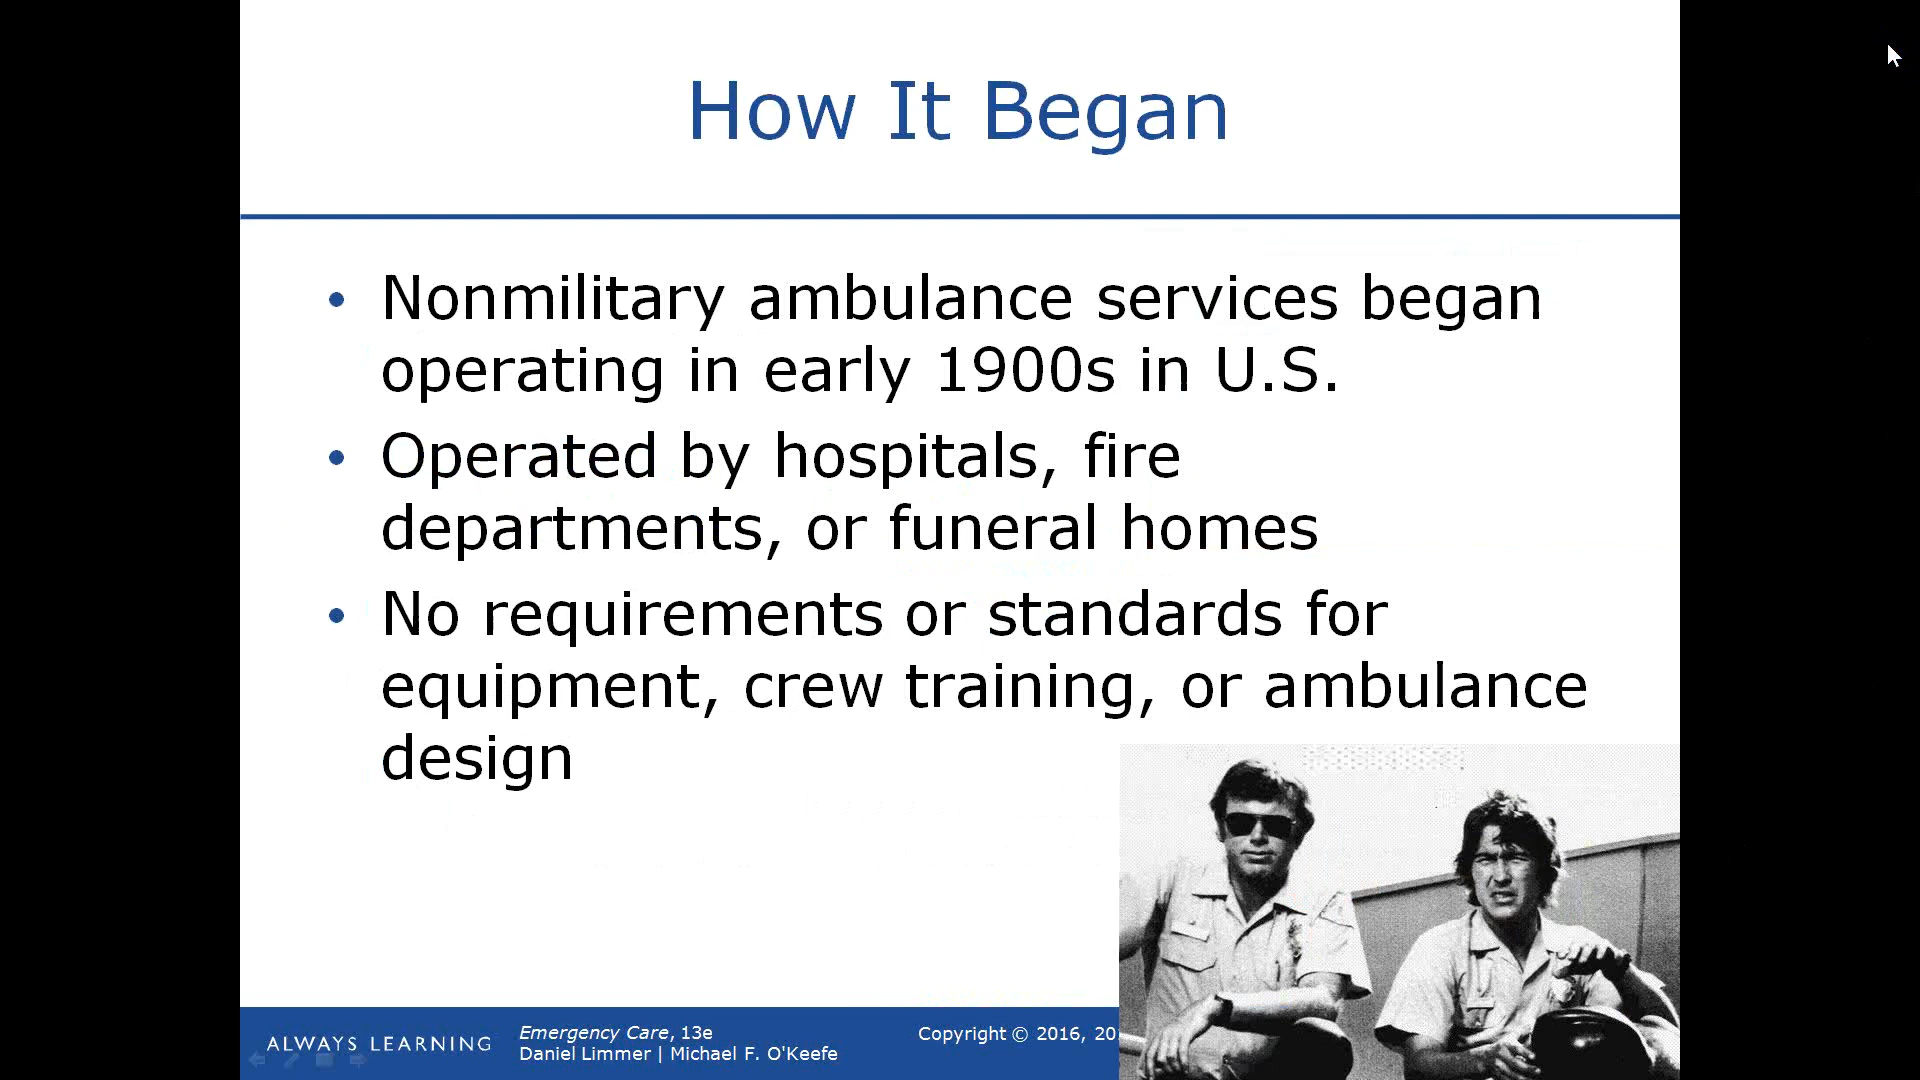 How It Began
• Nonmilitary ambulance services began
operating in early 1900s in U.S.
• Operated by hospitals, fire
departments, or funeral homes
• No requirements or standards for
equipment, crew training, or ambulance
design
ALWAYS LEARNING
Emergency Care, 13e
Daniel Limmer | Michael F. O'Keefe
Copyright © 2016, 20